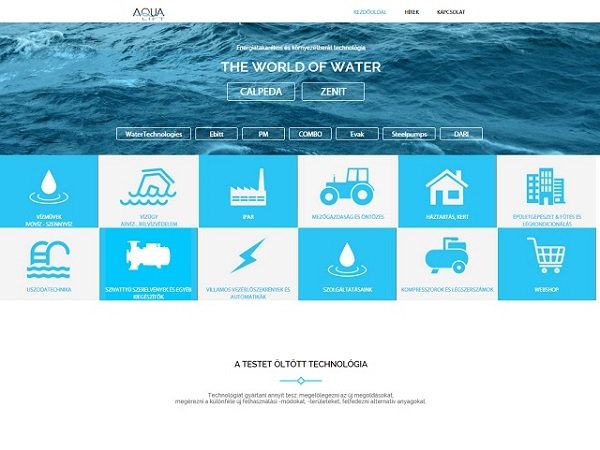 AQUA
LIFT
KEZDŐOLDAL HÍREK KAPCSOLAT
Energiatakarékos és környezetbarát technológia
THE WORLD OF WATER
CALPEDA ZENIT
WaterTechnologies Ebitt PM COMBO Evak Steelpumps DARI
VÍZMŰVEK
IVÓVÍZ - SZENNYVÍZ
VÍZÜGY
ÁRVÍZ - BELVÍZVÉDELEM
IPAR
MEZŐGAZDASÁG ÉS ÖNTÖZÉS
HÁZTARTÁS, KERT
ÉPÜLETGÉPÉSZET & FŰTÉS ÉS
LÉGKONDICIONÁLÁS
USZODATECHNIKA
SZIVATTYÚ SZERELVÉNYEK ÉS EGYÉB
KIEGÉSZÍTŐK
VILLAMOS VEZÉRLŐSZEKRÉNYEK ÉS
AUTOMATIKÁK
SZOLGÁLTATÁSAINK
KOMPRESSZOROK ÉS LÉGSZERSZÁMOK
WEBSHOP
A TESTET ÖLTÖTT TECHNOLÓGIA
Technológiát gyártani annyit tesz: megelőlegezni az új megoldásokat,
megérezni a különféle új felhasználási -módokat, -területeket, felfedezni alternatív anyagokat.